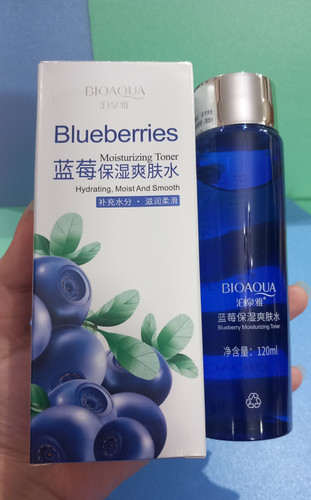 BIOAQUA
泊泉雅
Blueberries
Moisturizing Toner
蓝莓保湿爽肤水
Hydrating, Moist And Smooth
补充水分·滋润柔滑
BIOAQUA
泊泉雅
蓝莓保湿爽肤水
Blueberry Moisturizing Toner
净含量：120ml